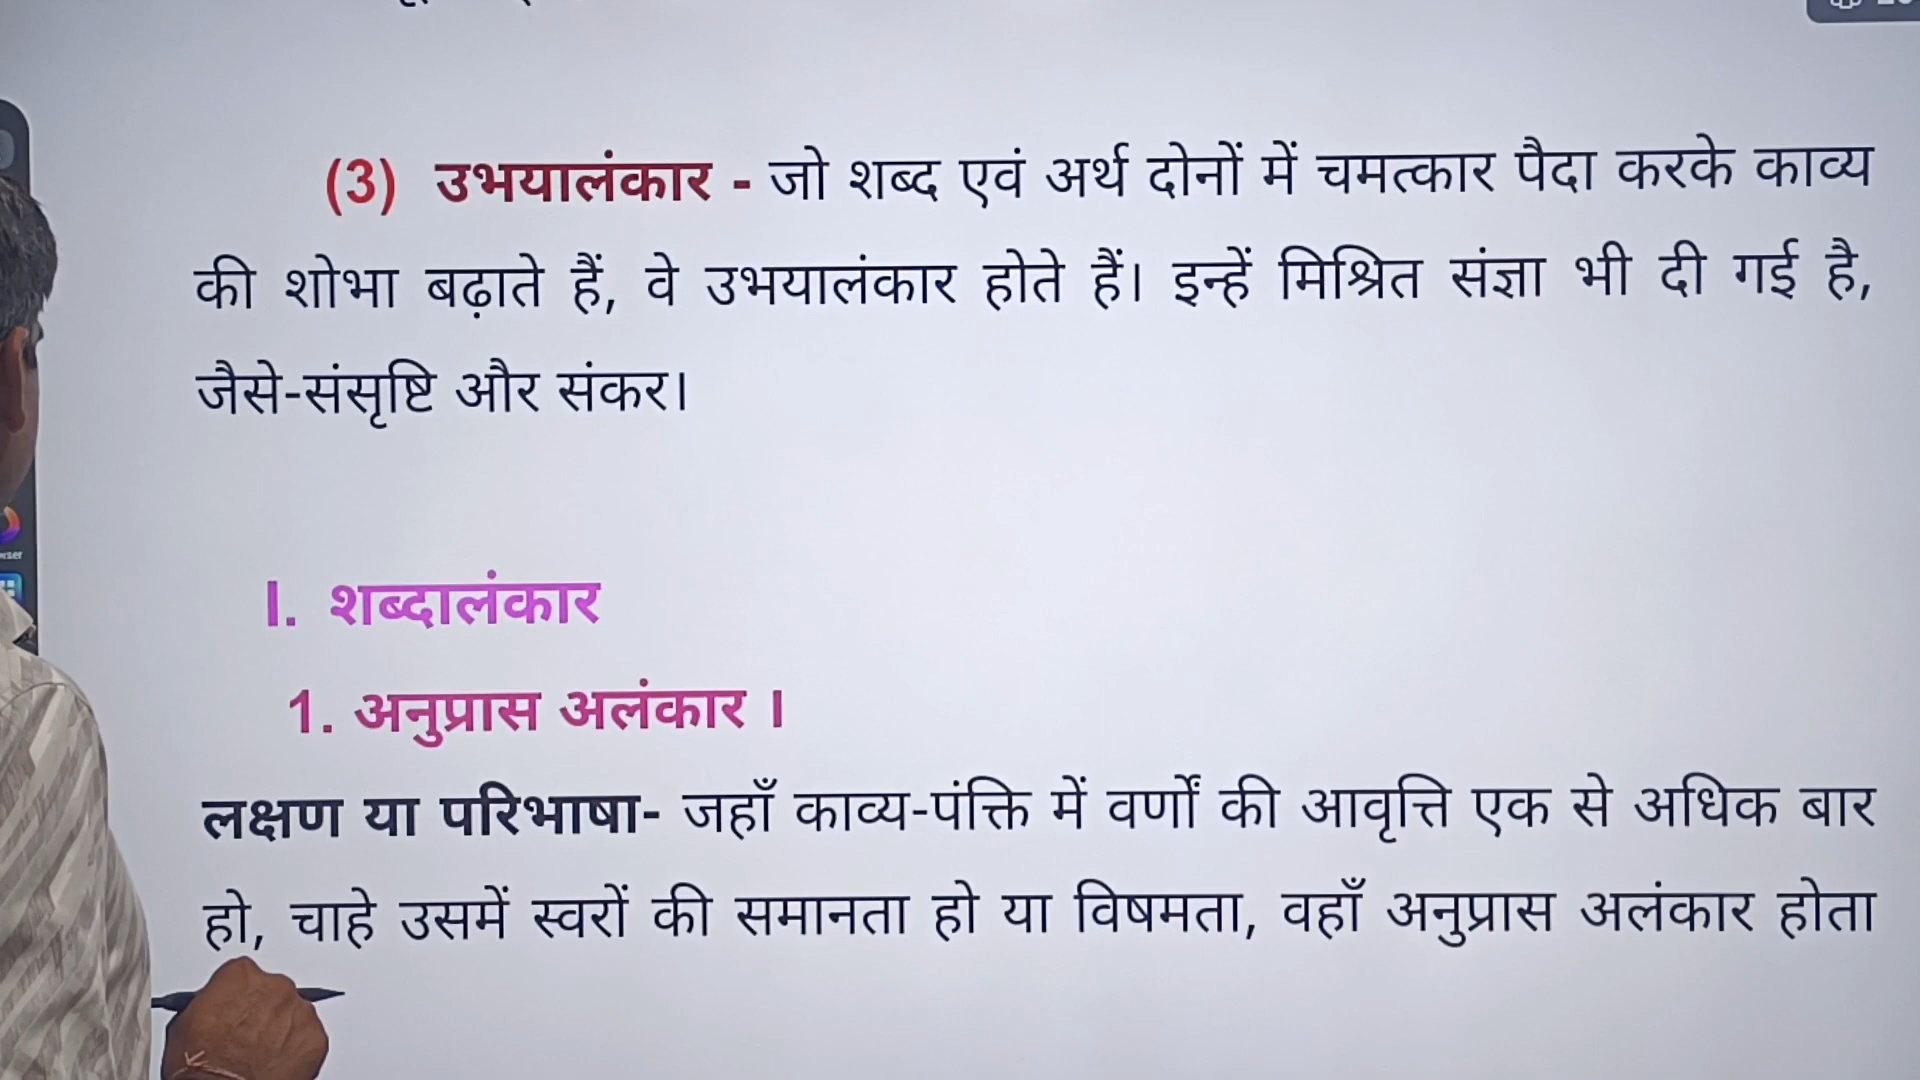 (3) उभयालंकार - जो शब्द एवं अर्थ दोनों में चमत्कार पैदा करके काव्य
की शोभा बढ़ाते हैं, वे उभयालंकार होते हैं। इन्हें मिश्रित संज्ञा भी दी गई है,
जैसे-संसृष्टि और संकर।
I. शब्दालंकार
1. अनुप्रास अलंकार ।
लक्षण या परिभाषा- जहाँ काव्य-पंक्ति में वर्णों की आवृत्ति एक से अधिक बार
हो, चाहे उसमें स्वरों की समानता हो या विषमता, वहाँ अनुप्रास अलंकार होता